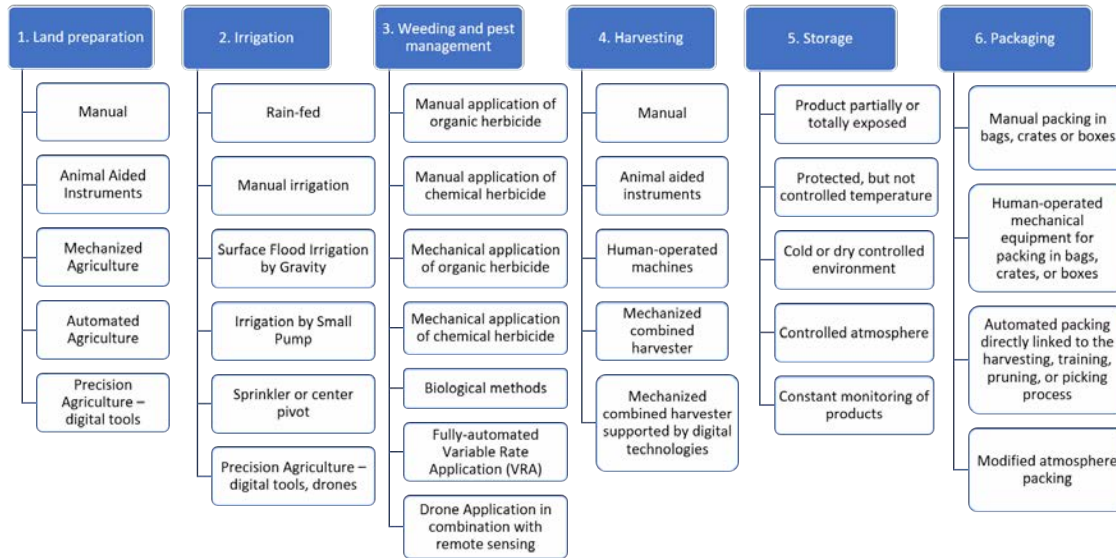 1. Land preparation
Manual
Animal Aided
Instruments
Mechanized
Agriculture
Automated
Agriculture
Precision
Agriculture –
digital tools
2. Irrigation
Rain-fed
Manual irrigation
Surface Flood Irrigation
by Gravity
Irrigation by Small
Pump
Sprinkler or center
pivot
Precision Agriculture –
digital tools, drones
3. Weeding and pest
management
Manual application of
organic herbicide
Manual application of
chemical herbicide
Mechanical application
of organic herbicide
Mechanical application
of chemical herbicide
Biological methods
Fully-automated
Variable Rate
Application (VRA)
Drone Application in
combination with
remote sensing
4. Harvesting
Manual
Animal aided
instruments
Human-operated
machines
Mechanized
combined
harvester
Mechanized
combined harvester
supported by digital
technologies
5. Storage
Product partially or
totally exposed
Protected, but not
controlled temperature
Cold or dry controlled
environment
Controlled atmosphere
Constant monitoring of
products
6. Packaging
Manual packing in
bags, crates or boxes
Human-operated
mechanical
equipment for
packing in bags,
crates, or boxes
Automated packing
directly linked to the
harvesting, training,
pruning, or picking
process
Modified atmosphere
packing